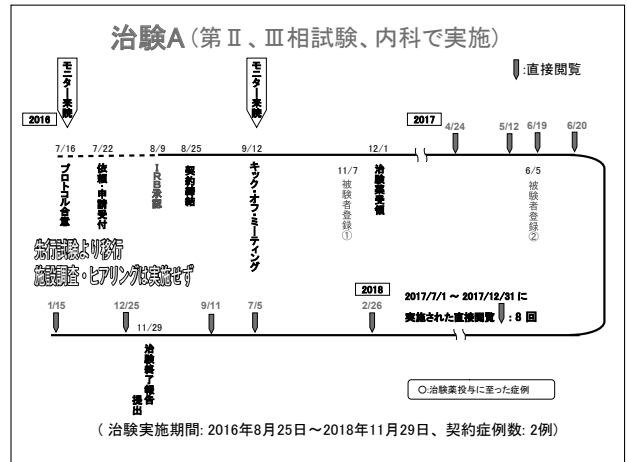 治験A(第Ⅱ、Ⅲ相試験、内科で実施)
:直接閲覧
モニター来院
モニター来院
2016
2017
7/16
プロトコル合意
7/22
依頼・申請受付
8/9
IRB承認
8/25
契約締結
9/12
キック・オフ・ミーティング
11/7
被験者登録①
12/1
治験薬受領
4/24
5/12
6/19
6/20
6/5
被験者登録②
先行試験より移行
施設調査・ヒアリングは実施せず
1/15
12/25
11/29
治験終了報告
提出
9/11
7/5
2018
2/26
2017/7/1 ～ 2017/12/31 に
実施された直接閲覧 : 8 回
○:治験薬投与に至った症例
( 治験実施期間: 2016年8月25日～2018年11月29日、契約症例数: 2例)